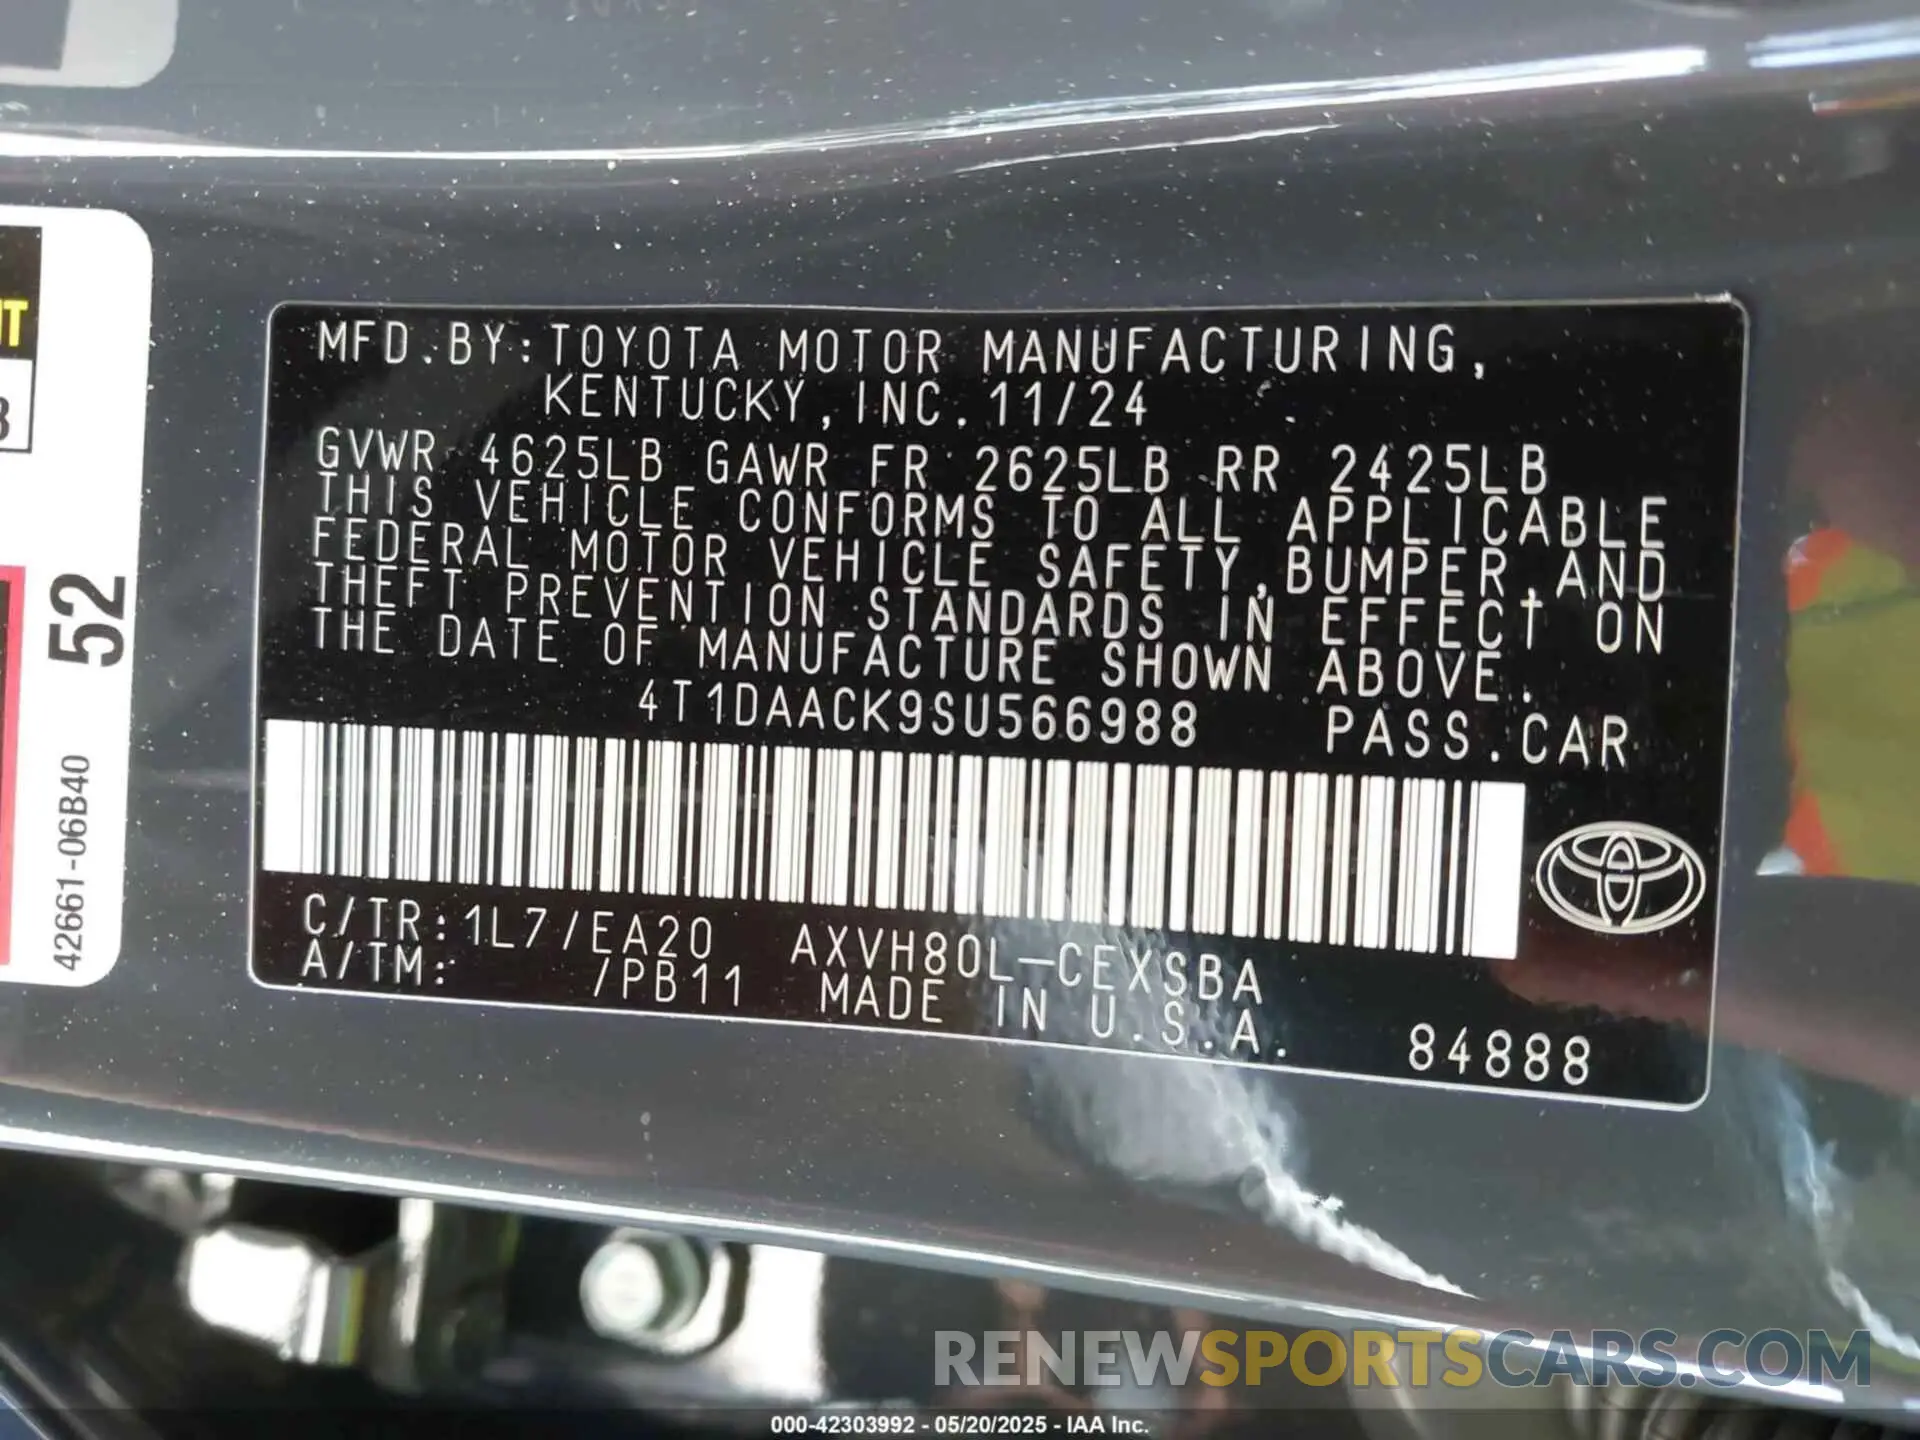 MFD.BY:TOYOTA MOTOR MANUFACTURING,
KENTUCKY,INC.11/24
GVWR 4625LB GAWR FR 2625LB RR 2425LB
THIS VEHICLE CONFORMS TO ALL APPLICABLE
FEDERAL MOTOR VEHICLE SAFETY,BUMPER,AND
THEFT PREVENTION STANDARDS IN EFFECT ON
THE DATE OF MANUFACTURE SHOWN ABOVE.
4T1DAACK9SU566988 PASS.CAR
C/TR:1L7/EA20 AXVH80L-CEXSBA
A/TM: /PB11 MADE IN U.S.A.
84888
52
42661-06B40
RENEWSPORTSCARS.COM
000-42303992 - 05/20/2025 - IAA Inc.